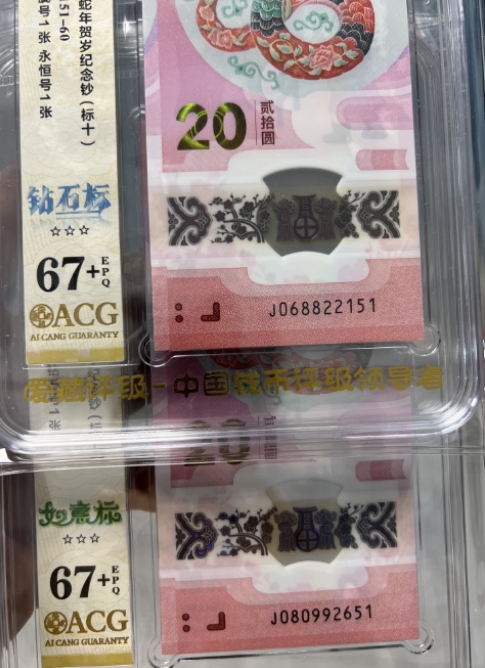 蛇年贺岁纪念钞（标十）
151-60
号1张 永恒号1张
钻石标
☆☆☆
67+EPQ
ACG
AI CANG GUARANTY
20
贰拾圆
J068822151
爱藏评级-中国钱币评级领导者
20
如意标
☆☆☆
67+EPQ
ACG
AI CANG GUARANTY
J080992651